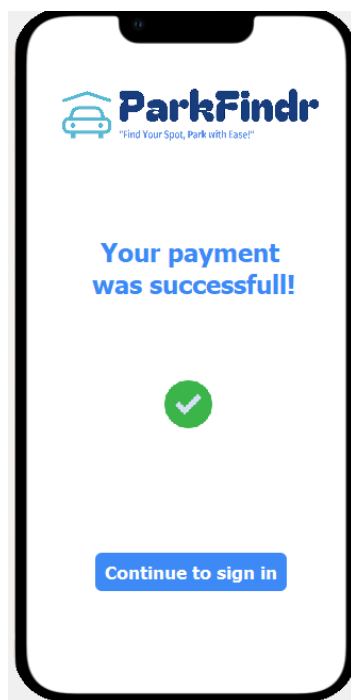 ParkFindr
"Find Your Spot, Park with Ease!"
Your payment
was successfull!
Continue to sign in